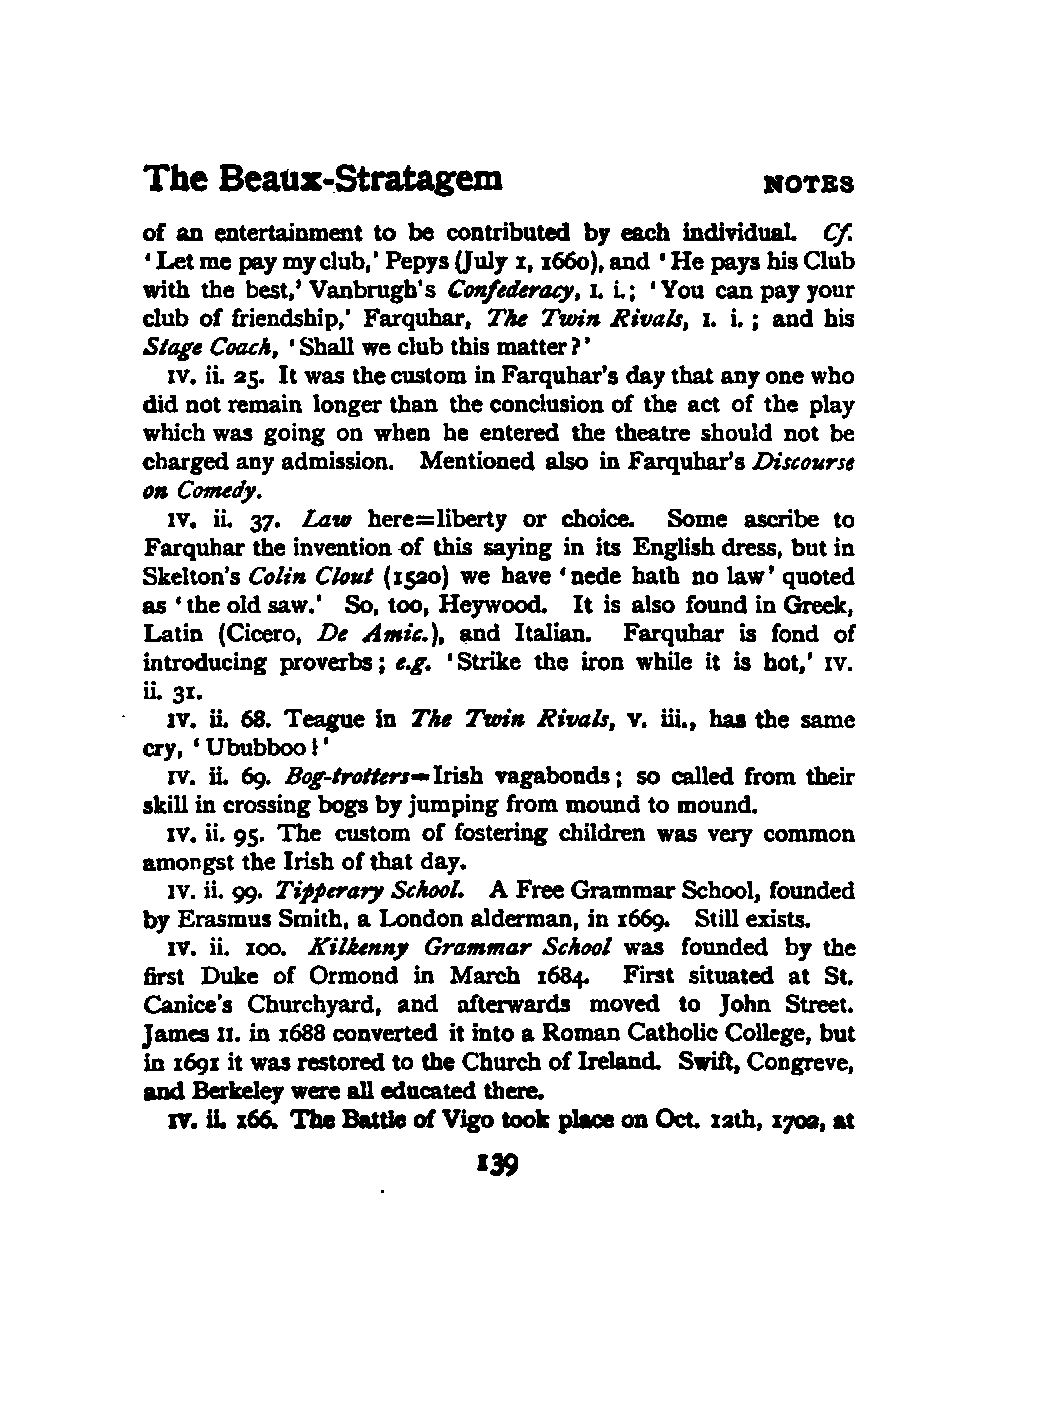 The Beaux-Stratagem NOTES
of an entertainment to be contributed by each individual. Cf.
‘Let me pay my club,’ Pepys (July 1, 1660), and ‘He pays his Club
with the best,’ Vanbrugh's Confederacy, I. i.; ‘You can pay your
club of friendship,’ Farquhar, The Twin Rivals, I. i. ; and his
Stage Coach, ‘Shall we club this matter?’
IV. ii. 25. It was the custom in Farquhar's day that any one who
did not remain longer than the conclusion of the act of the play
which was going on when he entered the theatre should not be
charged any admission. Mentioned also in Farquhar's Discourse
on Comedy.
IV. ii. 37. Law here=liberty or choice. Some ascribe to
Farquhar the invention of this saying in its English dress, but in
Skelton's Colin Clout (1520) we have ‘nede hath no law’ quoted
as ‘the old saw.’ So, too, Heywood. It is also found in Greek,
Latin (Cicero, De Amic.), and Italian. Farquhar is fond of
introducing proverbs; e.g. ‘Strike the iron while it is hot,’ IV.
ii. 31.
IV. ii. 68. Teague in The Twin Rivals, V. iii., has the same
cry, ‘Ububboo!’
IV. ii. 69. Bog-trotters=Irish vagabonds; so called from their
skill in crossing bogs by jumping from mound to mound.
IV. ii. 95. The custom of fostering children was very common
amongst the Irish of that day.
IV. ii. 99. Tipperary School. A Free Grammar School, founded
by Erasmus Smith, a London alderman, in 1669. Still exists.
IV. ii. 100. Kilkenny Grammar School was founded by the
first Duke of Ormond in March 1684. First situated at St.
Canice's Churchyard, and afterwards moved to John Street.
James II. in 1688 converted it into a Roman Catholic College, but
in 1691 it was restored to the Church of Ireland. Swift, Congreve,
and Berkeley were all educated there.
IV. ii. 166. The Battle of Vigo took place on Oct. 12th, 1702, at
139